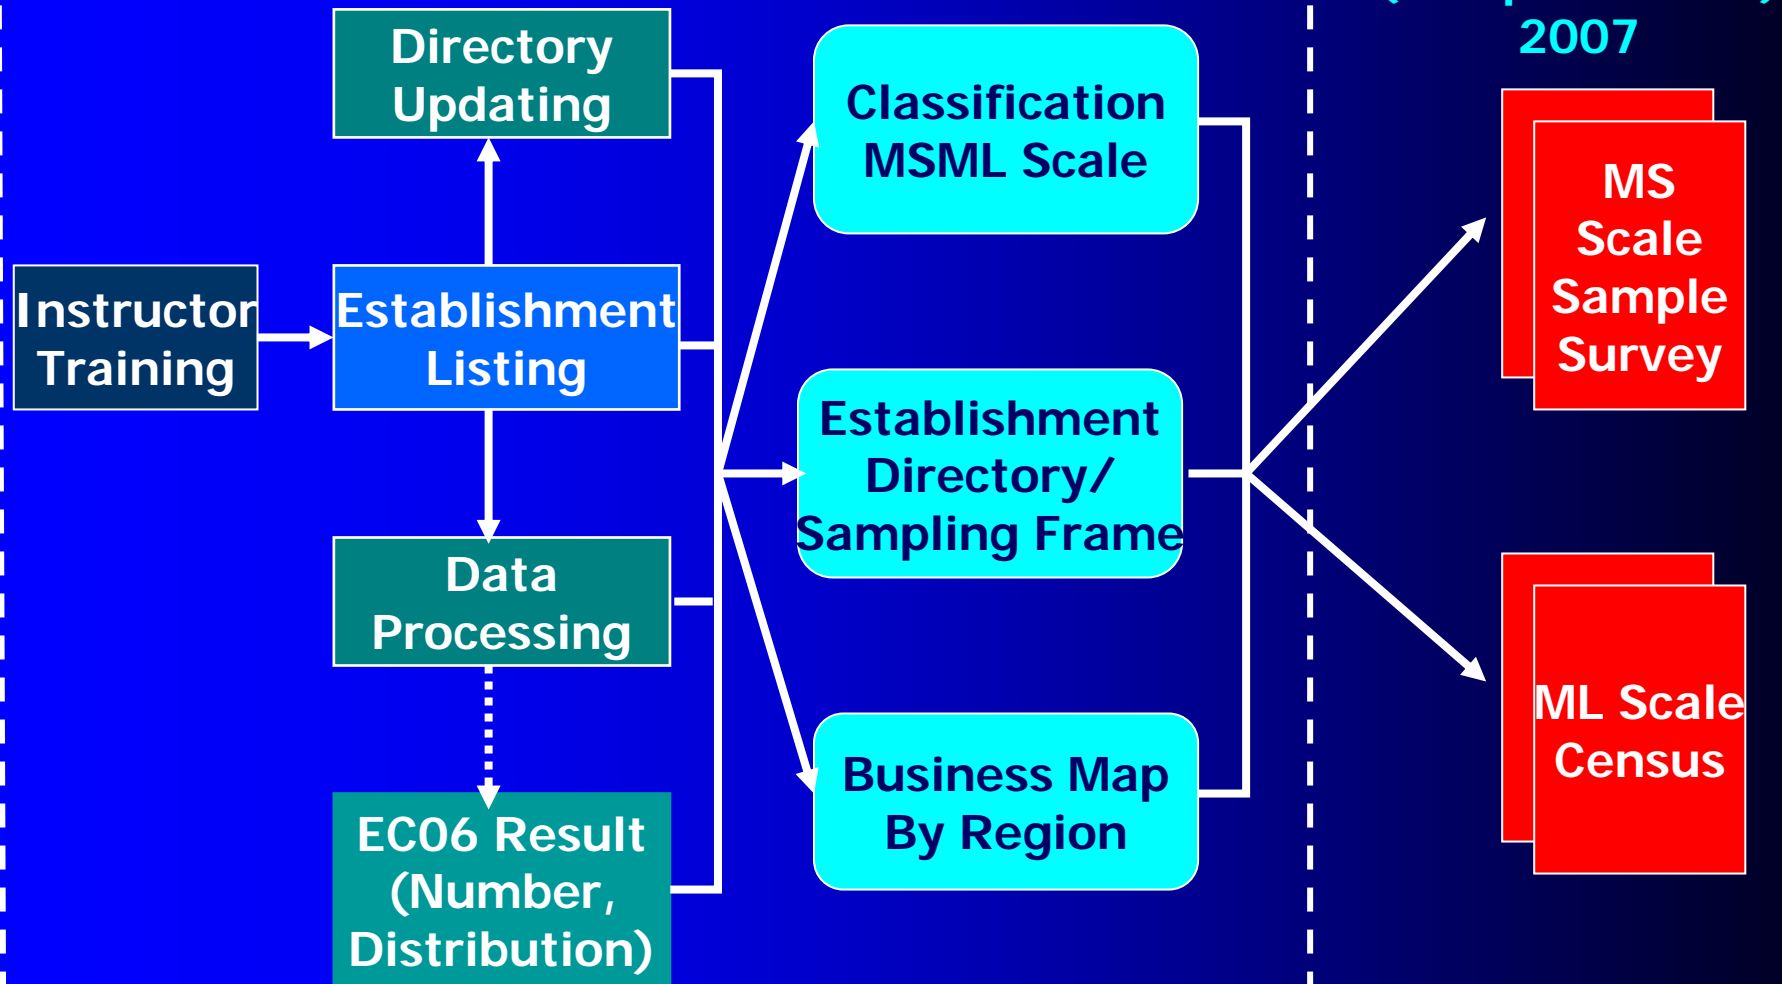 2007
Directory
Updating
Classification
MSML Scale
MS
Scale
Sample
Survey
Instructor
Training
Establishment
Listing
Establishment
Directory/
Sampling Frame
Data
Processing
ML Scale
Census
Business Map
By Region
EC06 Result
(Number,
Distribution)